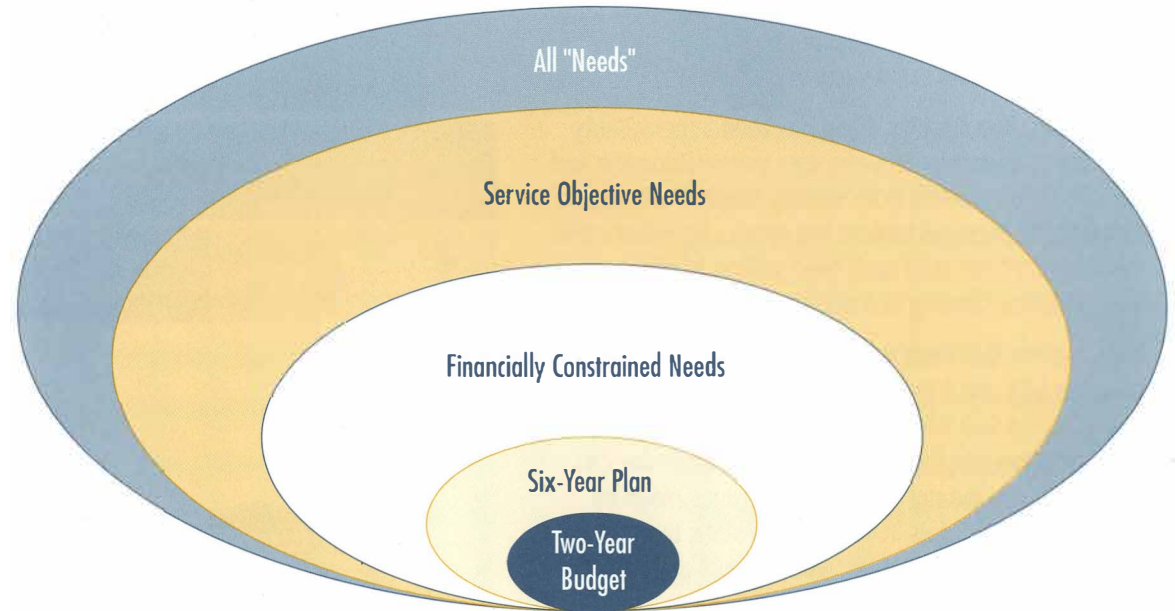 All "Needs"
Service Objective Needs
Financially Constrained Needs
Six-Year Plan
Two-Year
Budget